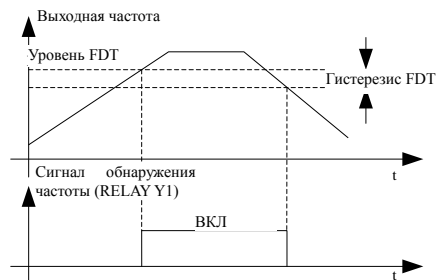 Выходная частота
Уровень FDT
Гистерезис FDT
t
Сигнал обнаружения
частоты (RELAY Y1)
ВКЛ
t